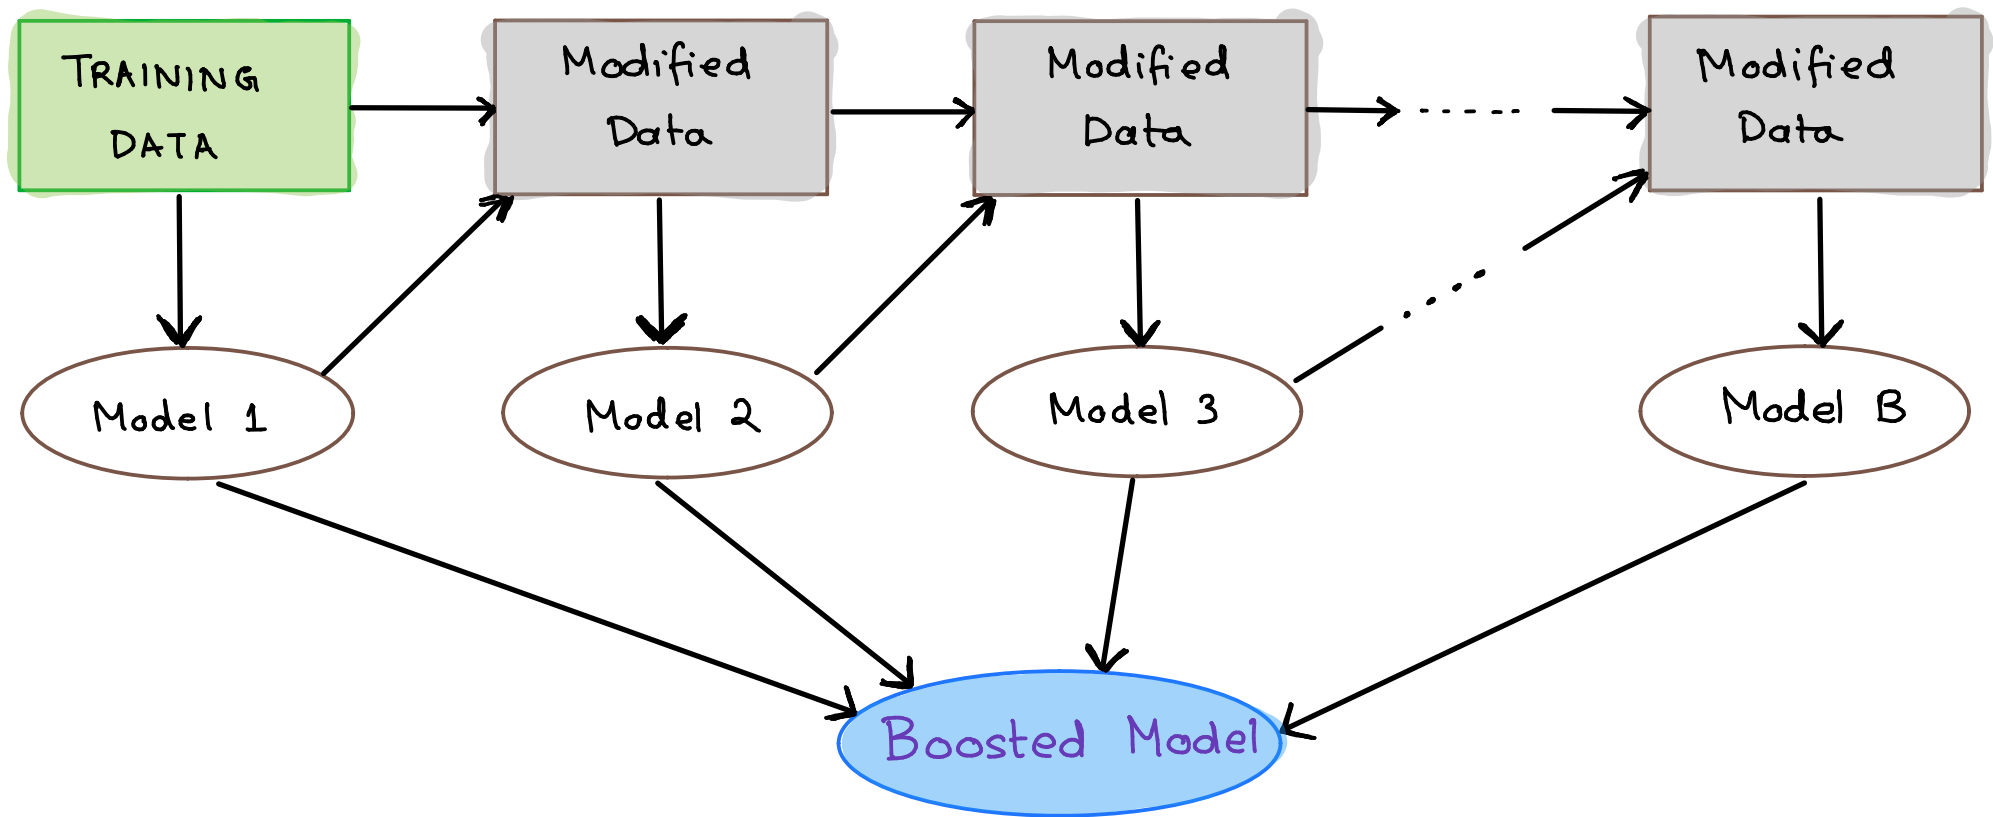 TRAINING
DATA
Modified
Data
Modified
Data
Modified
Data
Model 1
Model 2
Model 3
Model B
Boosted Model